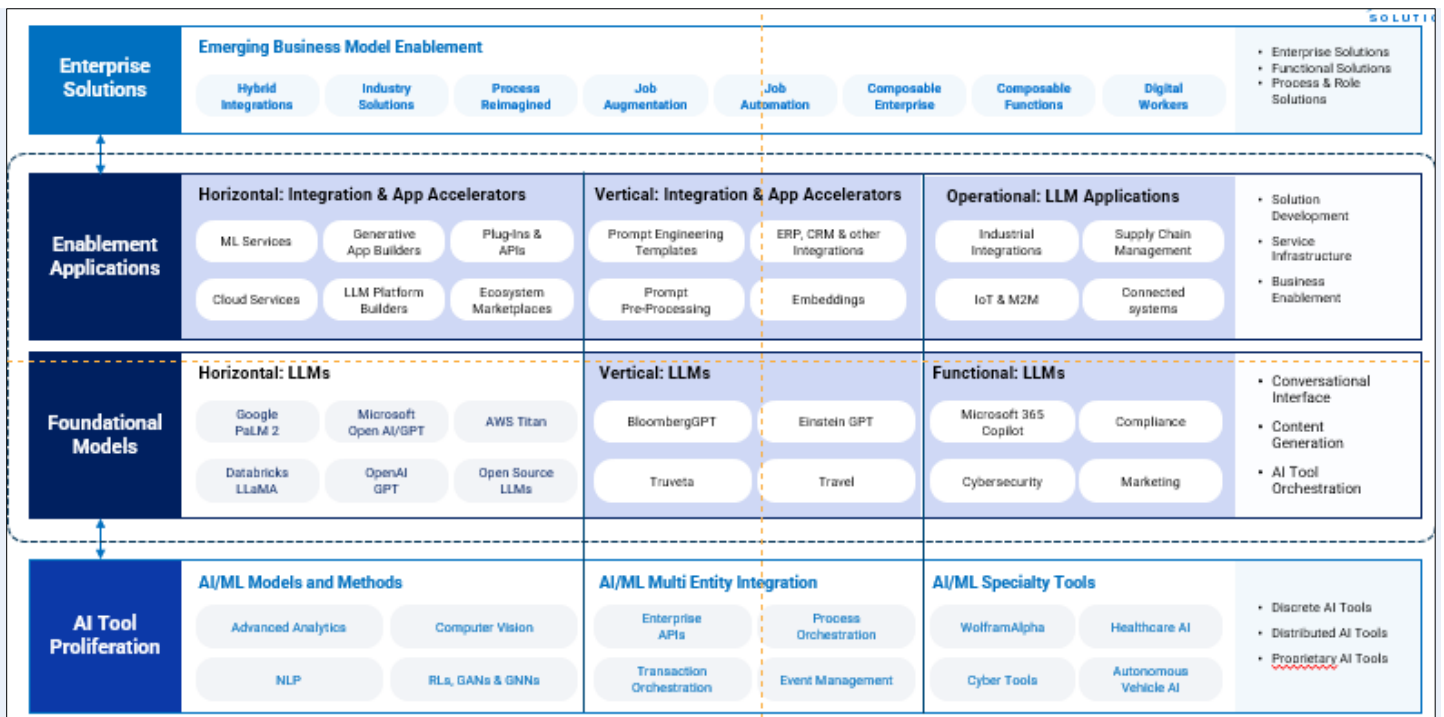 SOLUTIO
Enterprise
Solutions
Emerging Business Model Enablement
Hybrid
Integrations
Industry
Solutions
Process
Reimagined
Job
Augmentation
Job
Automation
Composable
Enterprise
Composable
Functions
Digital
Workers
• Enterprise Solutions
• Functional Solutions
• Process & Role
Solutions
Enablement
Applications
Horizontal: Integration & App Accelerators
ML Services
Generative
App Builders
Plug-Ins &
APIs
Cloud Services
LLM Platform
Builders
Ecosystem
Marketplaces
Vertical: Integration & App Accelerators
Prompt Engineering
Templates
ERP, CRM & other
Integrations
Prompt
Pre-Processing
Embeddings
Operational: LLM Applications
Industrial
Integrations
Supply Chain
Management
IoT & M2M
Connected
systems
• Solution
Development
• Service
Infrastructure
• Business
Enablement
Foundational
Models
Horizontal: LLMs
Google
PaLM 2
Microsoft
Open AI/GPT
AWS Titan
Databricks
LLaMA
OpenAI
GPT
Open Source
LLMs
Vertical: LLMs
BloombergGPT
Einstein GPT
Truveta
Travel
Functional: LLMs
Microsoft 365
Copilot
Compliance
Cybersecurity
Marketing
• Conversational
Interface
• Content
Generation
• AI Tool
Orchestration
AI Tool
Proliferation
AI/ML Models and Methods
Advanced Analytics
Computer Vision
NLP
RLs, GANs & GNNs
AI/ML Multi Entity Integration
Enterprise
APIs
Process
Orchestration
Transaction
Orchestration
Event Management
AI/ML Specialty Tools
WolframAlpha
Healthcare AI
Cyber Tools
Autonomous
Vehicle AI
• Discrete AI Tools
• Distributed AI Tools
• Proprietary AI Tools